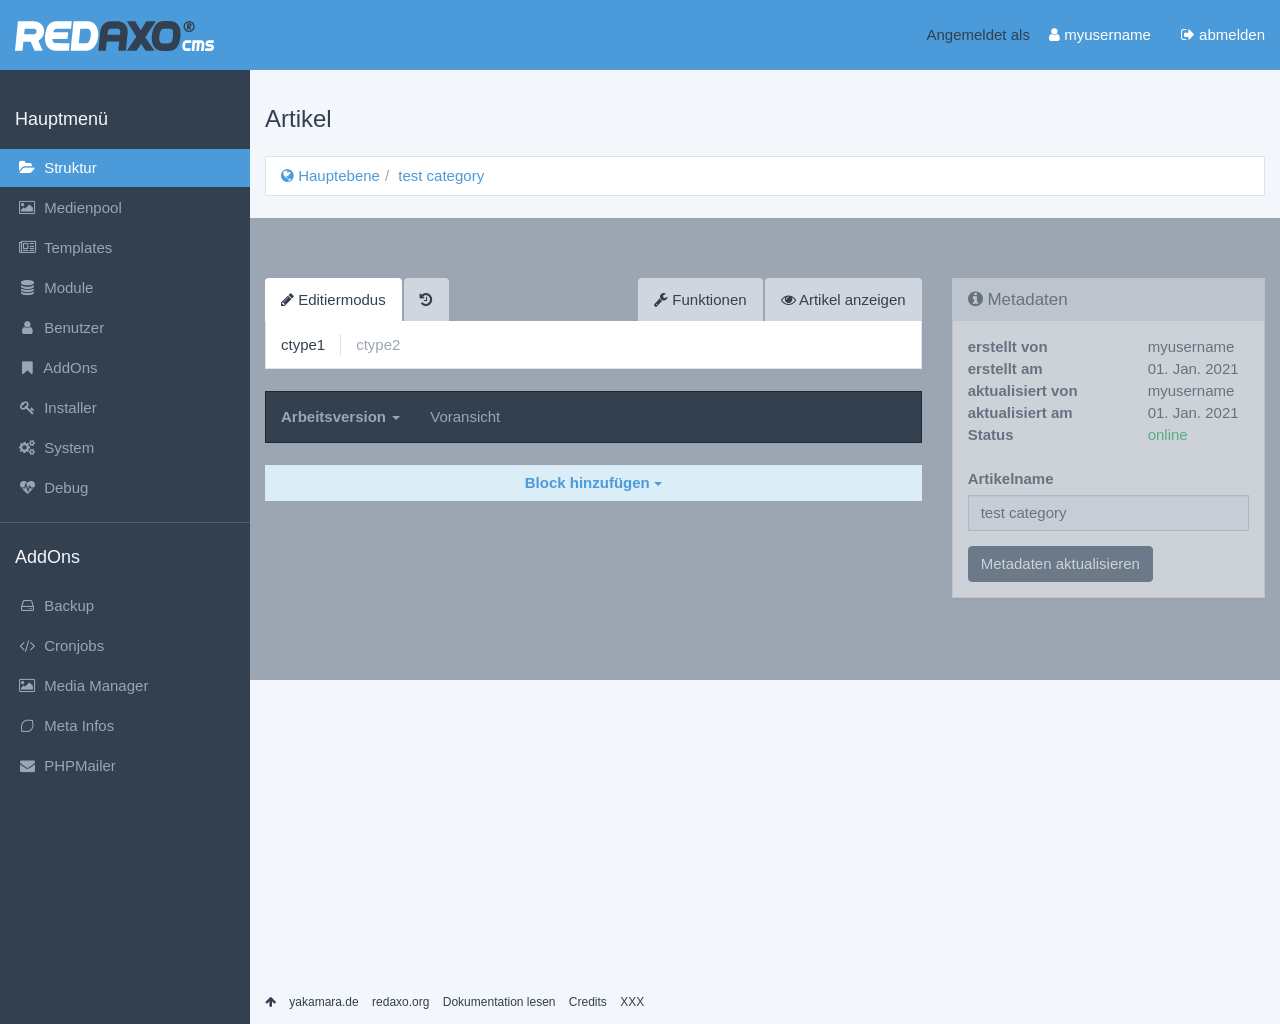 REDAXO® cms
Angemeldet als myusername abmelden
Hauptmenü
Struktur
Medienpool
Templates
Module
Benutzer
AddOns
Installer
System
Debug
AddOns
Backup
Cronjobs
Media Manager
Meta Infos
PHPMailer
Artikel
Hauptebene / test category
Editiermodus Funktionen Artikel anzeigen
ctype1 ctype2
Arbeitsversion Voransicht
Block hinzufügen
Metadaten
erstellt von myusername
erstellt am 01. Jan. 2021
aktualisiert von myusername
aktualisiert am 01. Jan. 2021
Status online
Artikelname
test category
Metadaten aktualisieren
yakamara.de redaxo.org Dokumentation lesen Credits XXX